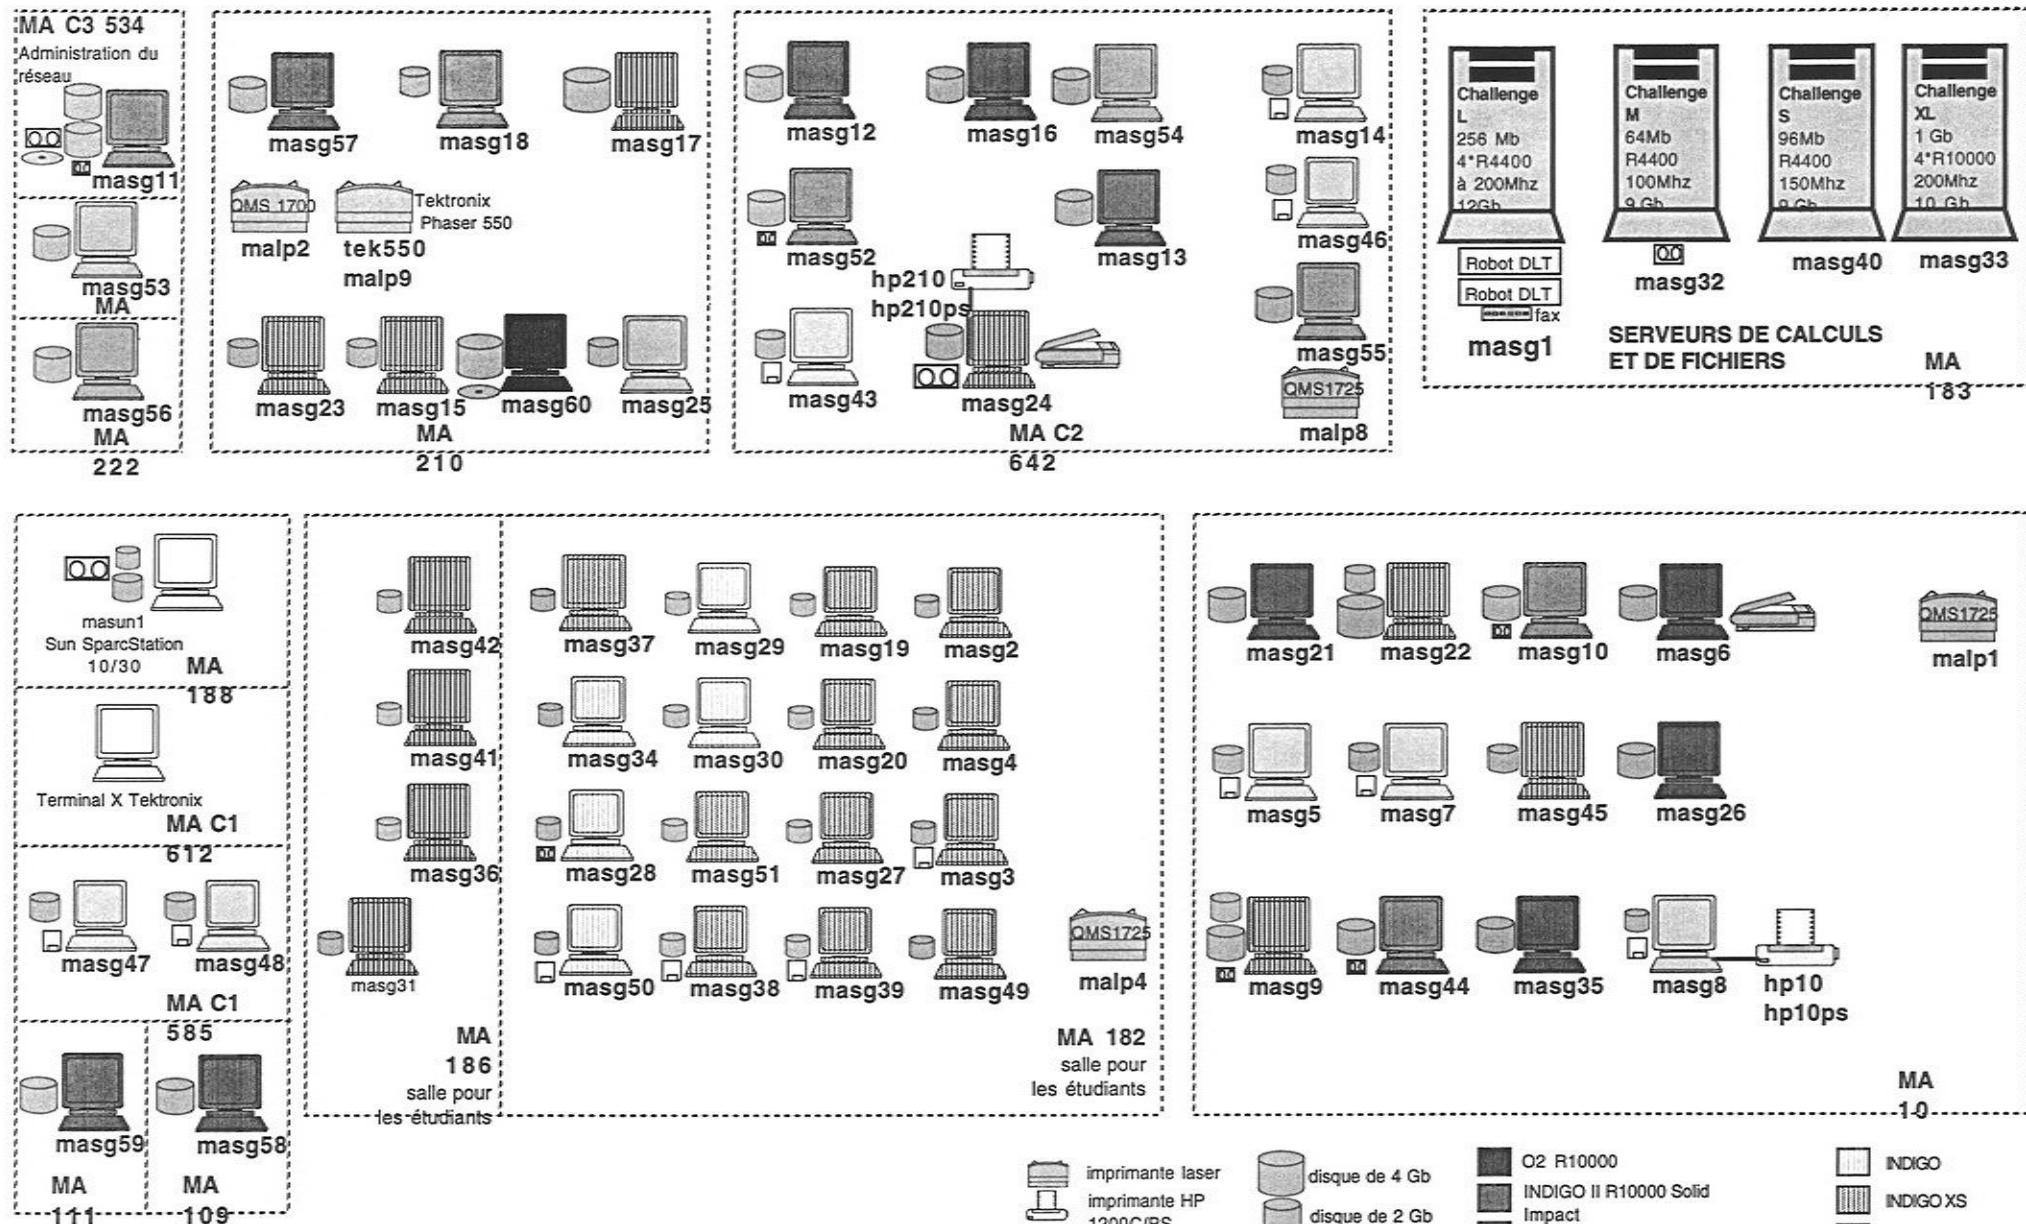 MA C3 534
Administration du
réseau
masg11
masg53
MA
masg56
MA
222
masg57
masg18
masg17
QMS 1700
malp2
Tektronix
Phaser 550
tek550
malp9
masg23
masg15
masg60
masg25
MA
210
masg12
masg16
masg54
masg14
masg52
masg13
masg46
hp210
hp210ps
masg43
masg24
masg55
QMS1725
malp8
MA C2
642
Challenge
L
256 Mb
4*R4400
à 200Mhz
12Gb
Robot DLT
Robot DLT
fax
masg1
Challenge
M
64Mb
R4400
100Mhz
9 Gb
masg32
Challenge
S
96Mb
R4400
150Mhz
9 Gb
masg40
Challenge
XL
1 Gb
4*R10000
200Mhz
10 Gb
masg33
SERVEURS DE CALCULS
ET DE FICHIERS
MA
183
masun1
Sun SparcStation
10/30
MA
188
Terminal X Tektronix
MA C1
612
masg47
masg48
MA C1
585
masg59
MA
111
masg58
MA
109
masg42
masg41
masg36
masg31
MA
186
salle pour
les étudiants
masg37
masg29
masg19
masg2
masg34
masg30
masg20
masg4
masg28
masg51
masg27
masg3
masg50
masg38
masg39
masg49
QMS1725
malp4
MA 182
salle pour
les étudiants
masg21
masg22
masg10
masg6
QMS1725
malp1
masg5
masg7
masg45
masg26
masg9
masg44
masg35
masg8
hp10
hp10ps
MA
10
imprimante laser
imprimante HP
1200C/PS
disque de 4 Gb
disque de 2 Gb
O2 R10000
INDIGO II R10000 Solid
Impact
INDIGO
INDIGO XS